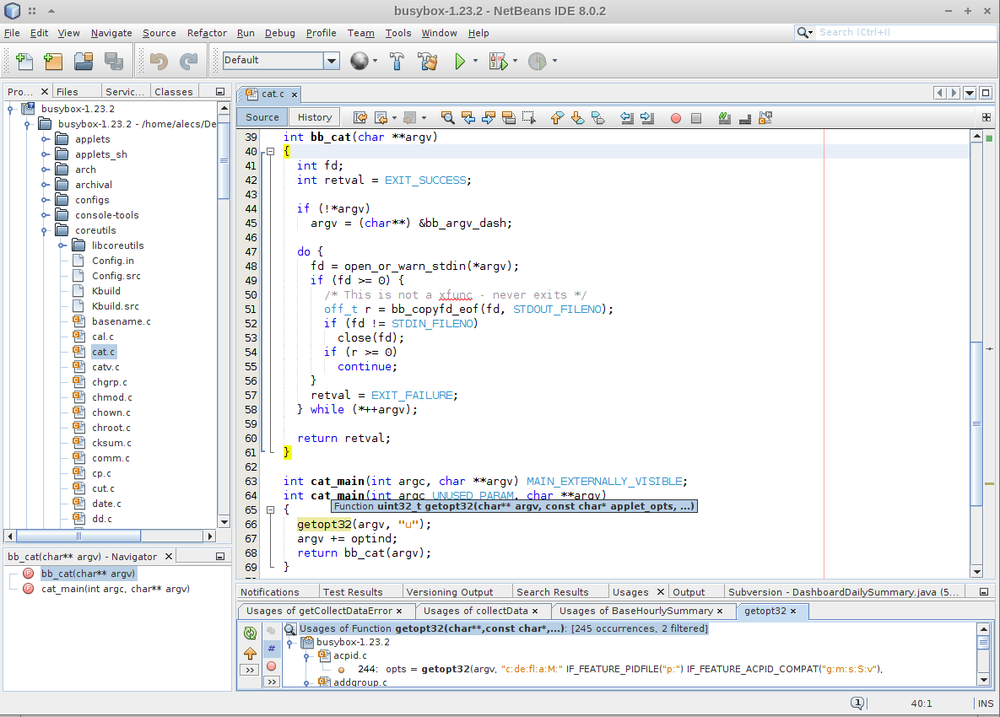 busybox-1.23.2 - NetBeans IDE 8.0.2
File Edit View Navigate Source Refactor Run Debug Profile Team Tools Window Help
Search (Ctrl+I)
Default
Pro... Files Servic... Classes
busybox-1.23.2
busybox-1.23.2 - /home/alecs/De
applets
applets_sh
arch
archival
configs
console-tools
coreutils
libcoreutils
Config.in
Config.src
Kbuild
Kbuild.src
basename.c
cal.c
cat.c
catv.c
chgrp.c
chmod.c
chown.c
chroot.c
cksum.c
comm.c
cp.c
cut.c
date.c
dd.c
bb_cat(char** argv) - Navigator
bb_cat(char** argv)
cat_main(int argc, char** argv)
cat.c
Source History
39 int bb_cat(char **argv)
40 {
41 int fd;
42 int retval = EXIT_SUCCESS;
43
44 if (!*argv)
45 argv = (char**) &bb_argv_dash;
46
47 do {
48 fd = open_or_warn_stdin(*argv);
49 if (fd >= 0) {
50 /* This is not a xfunc - never exits */
51 off_t r = bb_copyfd_eof(fd, STDOUT_FILENO);
52 if (fd != STDIN_FILENO)
53 close(fd);
54 if (r >= 0)
55 continue;
56 }
57 retval = EXIT_FAILURE;
58 } while (*++argv);
59
60 return retval;
61 }
62
63 int cat_main(int argc, char **argv) MAIN_EXTERNALLY_VISIBLE;
64 int cat_main(int argc UNUSED_PARAM, char **argv)
Function uint32_t getopt32(char** argv, const char* applet_opts, ...)
65 {
66 getopt32(argv, "u");
67 argv += optind;
68 return bb_cat(argv);
69 }
Notifications Test Results Versioning Output Search Results Usages Output Subversion - DashboardDailySummary.java (5...
Usages of getCollectDataError Usages of collectData Usages of BaseHourlySummary getopt32
Usages of Function getopt32(char**,const char*,...): [245 occurrences, 2 filtered]
busybox-1.23.2
acpid.c
244: opts = getopt32(argv, "c:de:fl:a:M:" IF_FEATURE_PIDFILE("p:") IF_FEATURE_ACPID_COMPAT("g:m:s:S:v"),
addgroup.c
1
40:1 INS